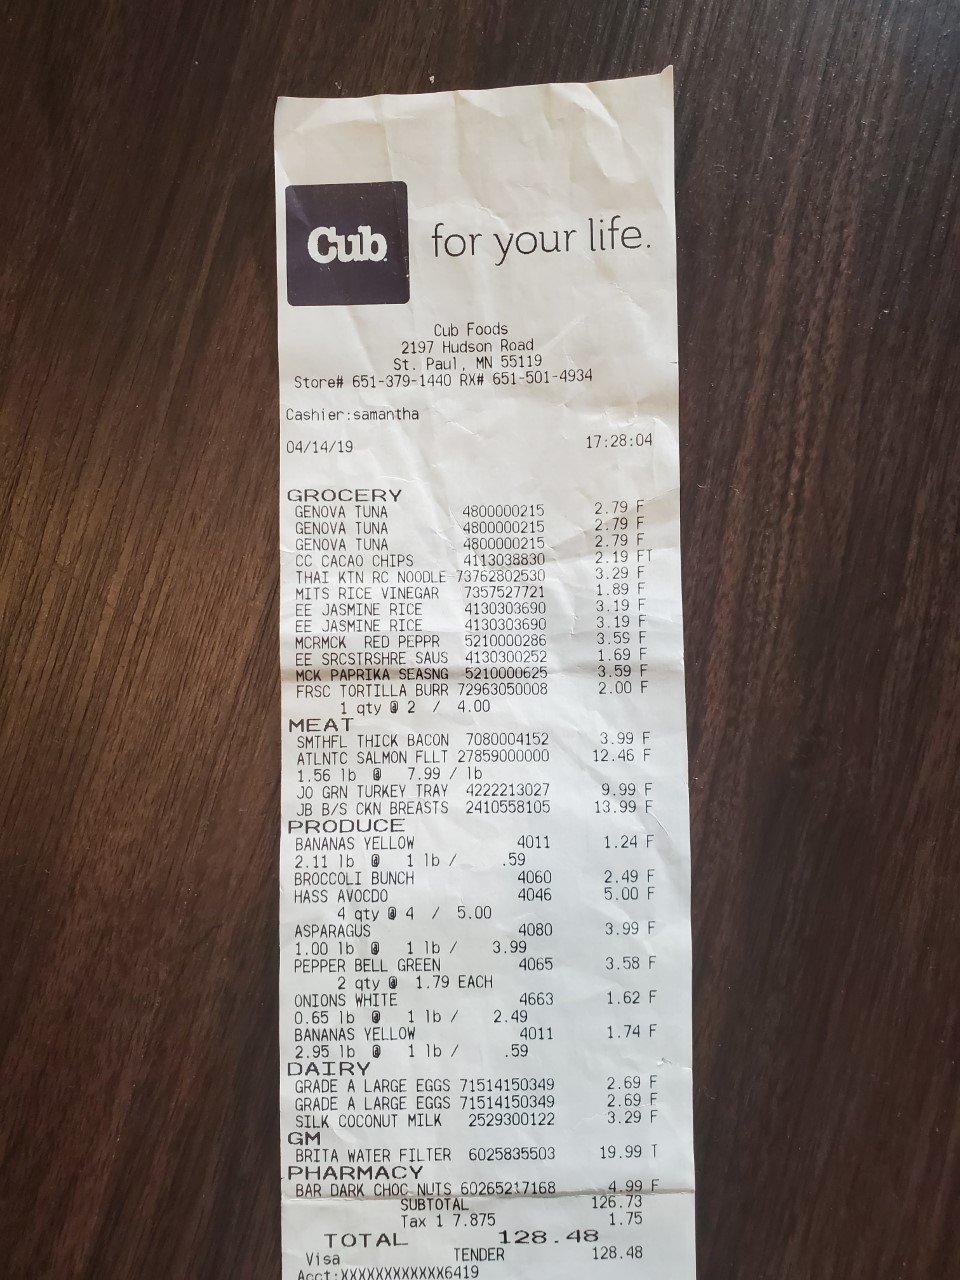 Cub for your life.
Cub Foods
2197 Hudson Road
St. Paul, MN 55119
Store# 651-379-1440 RX# 651-501-4934
Cashier:samantha
04/14/19 17:28:04
GROCERY
GENOVA TUNA 4800000215 2.79 F
GENOVA TUNA 4800000215 2.79 F
GENOVA TUNA 4800000215 2.79 F
CC CACAO CHIPS 4113038830 2.19 FT
THAI KTN RC NOODLE 73762802530 3.29 F
MITS RICE VINEGAR 7357527721 1.89 F
EE JASMINE RICE 4130303690 3.19 F
EE JASMINE RICE 4130303690 3.19 F
MCRMCK RED PEPPR 5210000286 3.59 F
EE SRCSTRSHRE SAUS 4130300252 1.69 F
MCK PAPRIKA SEASNG 5210000625 3.59 F
FRSC TORTILLA BURR 72963050008 2.00 F
1 qty @ 2 / 4.00
MEAT
SMTHFL THICK BACON 7080004152 3.99 F
ATLNTC SALMON FLLT 27859000000 12.46 F
1.56 lb @ 7.99 / lb
JO GRN TURKEY TRAY 4222213027 9.99 F
JB B/S CKN BREASTS 2410558105 13.99 F
PRODUCE
BANANAS YELLOW 4011 1.24 F
2.11 lb @ 1 lb / .59
BROCCOLI BUNCH 4060 2.49 F
HASS AVOCDO 4046 5.00 F
4 qty @ 4 / 5.00
ASPARAGUS 4080 3.99 F
1.00 lb @ 1 lb / 3.99
PEPPER BELL GREEN 4065 3.58 F
2 qty @ 1.79 EACH
ONIONS WHITE 4663 1.62 F
0.65 lb @ 1 lb / 2.49
BANANAS YELLOW 4011 1.74 F
2.95 lb @ 1 lb / .59
DAIRY
GRADE A LARGE EGGS 71514150349 2.69 F
GRADE A LARGE EGGS 71514150349 2.69 F
SILK COCONUT MILK 2529300122 3.29 F
GM
BRITA WATER FILTER 6025835503 19.99 T
PHARMACY
BAR DARK CHOC NUTS 60265217168 4.99 F
SUBTOTAL 126.73
Tax 1 7.875 1.75
TOTAL 128.48
Visa TENDER 128.48
Acct:XXXXXXXXXXXX6419